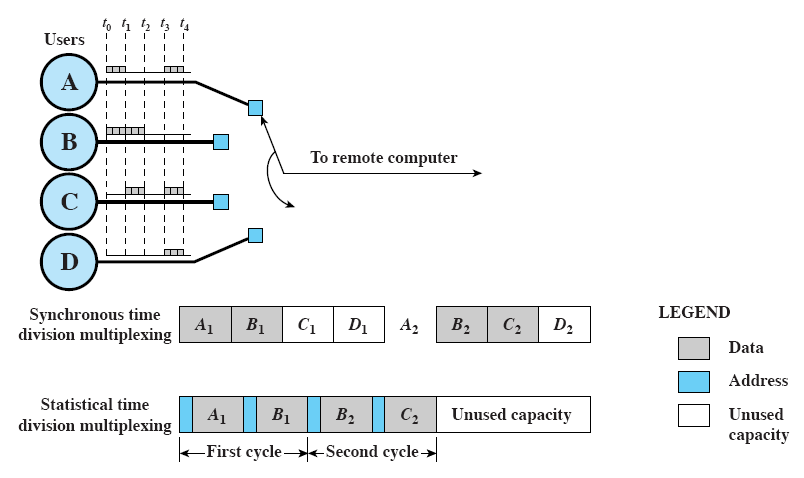 t0 t1 t2 t3 t4
Users
A
B
C
D
To remote computer
Synchronous time
division multiplexing
A1 B1 C1 D1 A2 B2 C2 D2
Statistical time
division multiplexing
A1 B1 B2 C2 Unused capacity
First cycle Second cycle
LEGEND
Data
Address
Unused
capacity